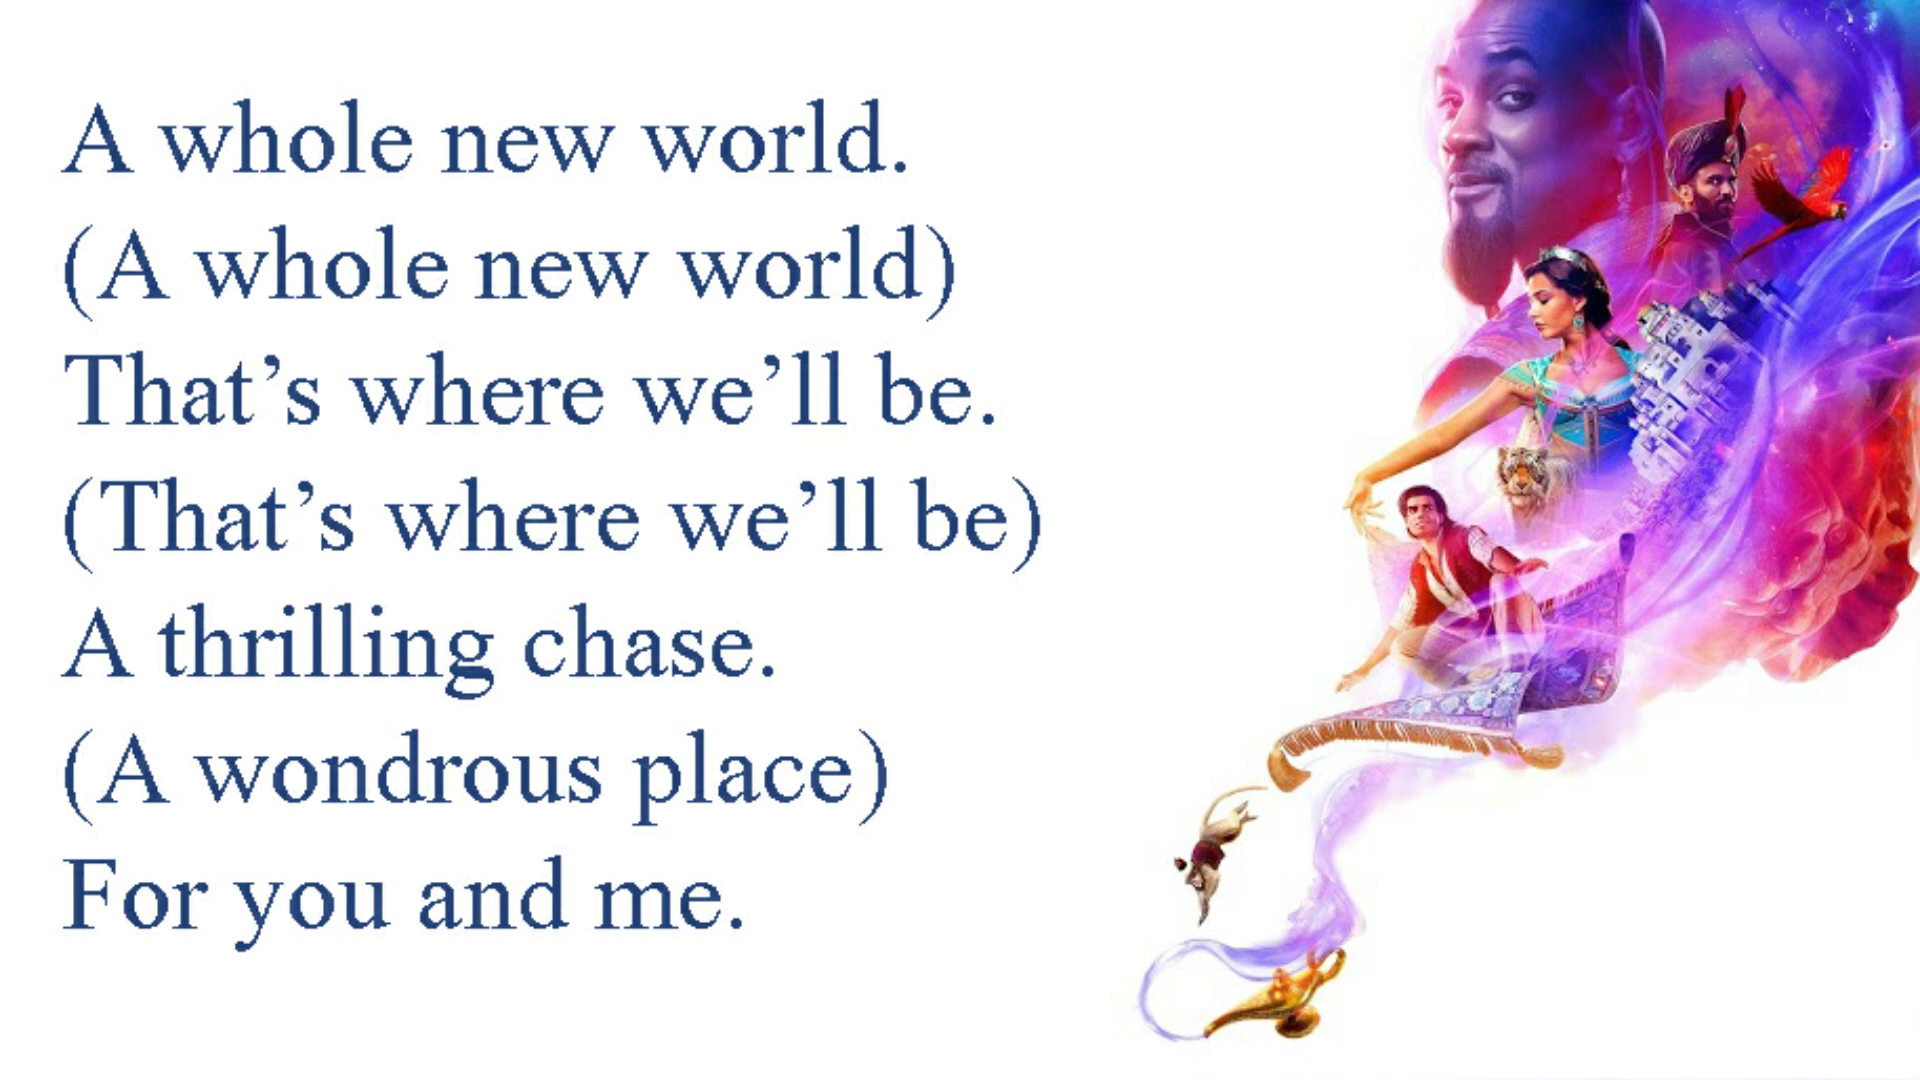 A whole new world.
(A whole new world)
That’s where we’ll be.
(That’s where we’ll be)
A thrilling chase.
(A wondrous place)
For you and me.